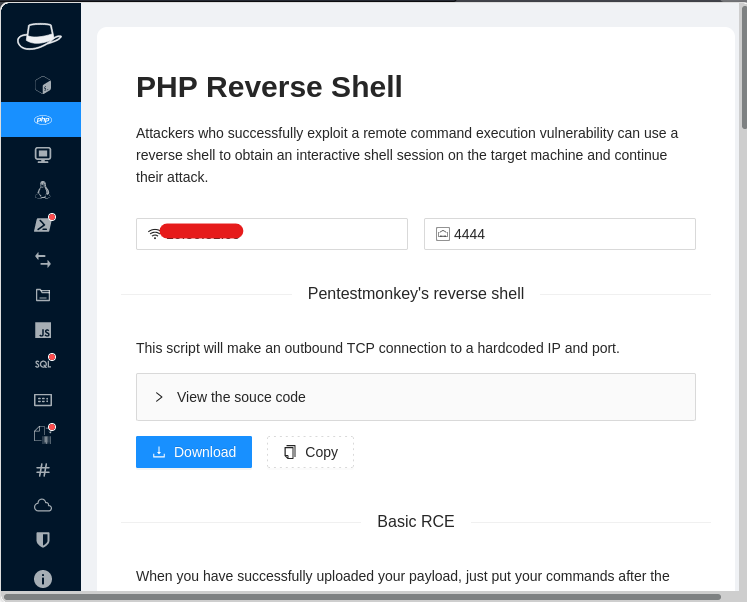 PHP Reverse Shell
Attackers who successfully exploit a remote command execution vulnerability can use a
reverse shell to obtain an interactive shell session on the target machine and continue
their attack.
4444
Pentestmonkey's reverse shell
This script will make an outbound TCP connection to a hardcoded IP and port.
View the souce code
Download
Copy
Basic RCE
When you have successfully uploaded your payload, just put your commands after the
php
JS
SQL